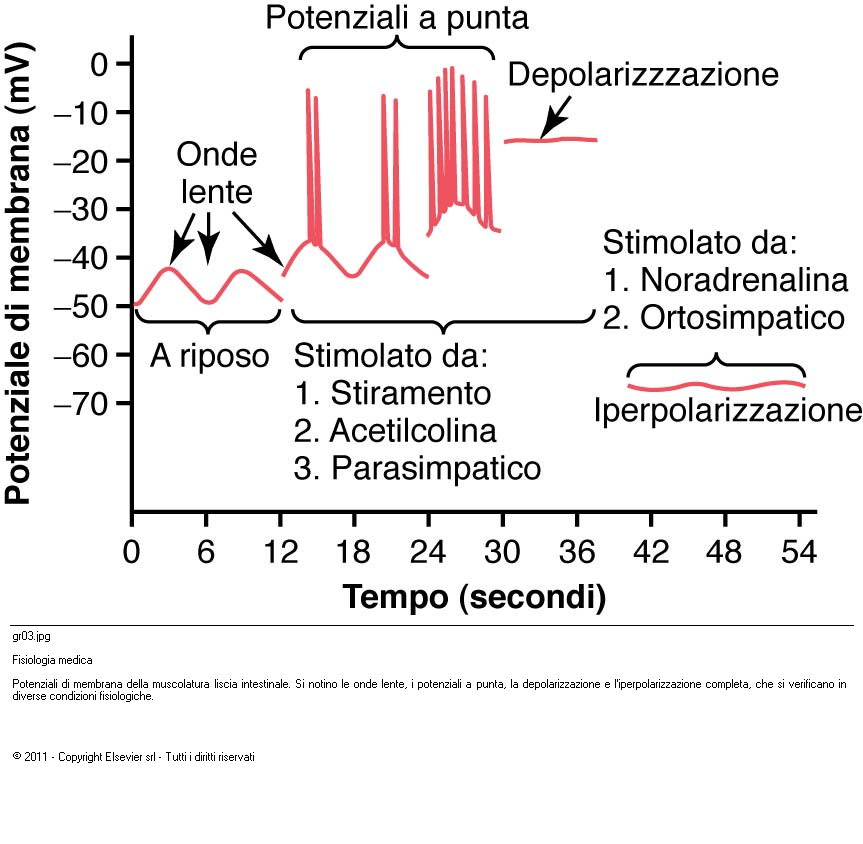 Potenziali a punta
Potenziale di membrana (mV)
0
–10
–20
–30
–40
–50
–60
–70
Depolarizzzazione
Onde
lente
Stimolato da:
1. Noradrenalina
2. Ortosimpatico
A riposo
Stimolato da:
1. Stiramento
2. Acetilcolina
3. Parasimpatico
Iperpolarizzazione
0 6 12 18 24 30 36 42 48 54
Tempo (secondi)
gr03.jpg
Fisiologia medica
Potenziali di membrana della muscolatura liscia intestinale. Si notino le onde lente, i potenziali a punta, la depolarizzazione e l'iperpolarizzazione completa, che si verificano in
diverse condizioni fisiologiche.
© 2011 - Copyright Elsevier srl - Tutti i diritti riservati